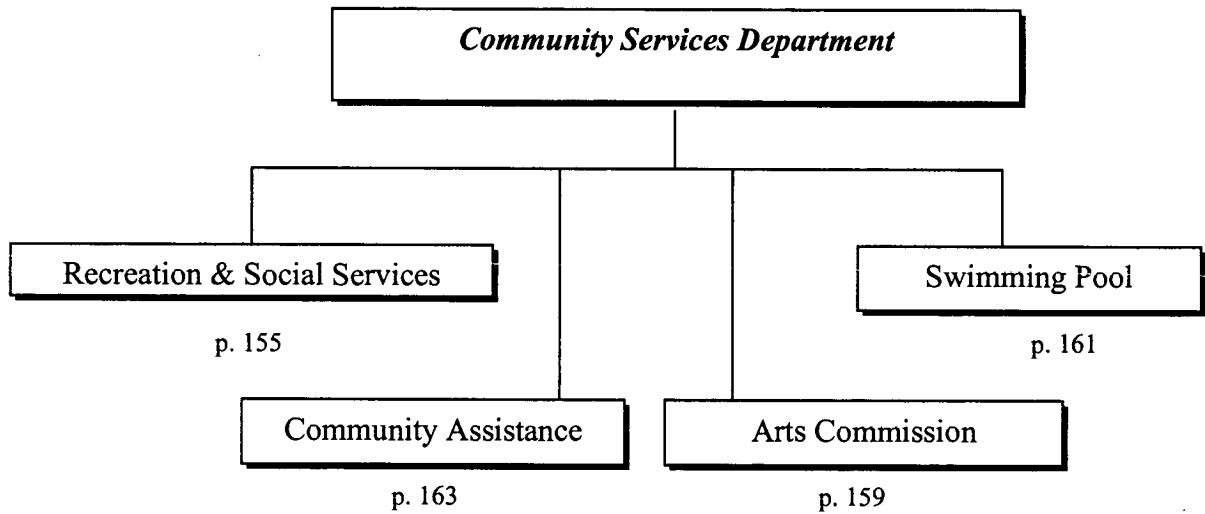 Community Services Department
Recreation & Social Services
Swimming Pool
p. 155
p. 161
Community Assistance
Arts Commission
p. 163
p. 159